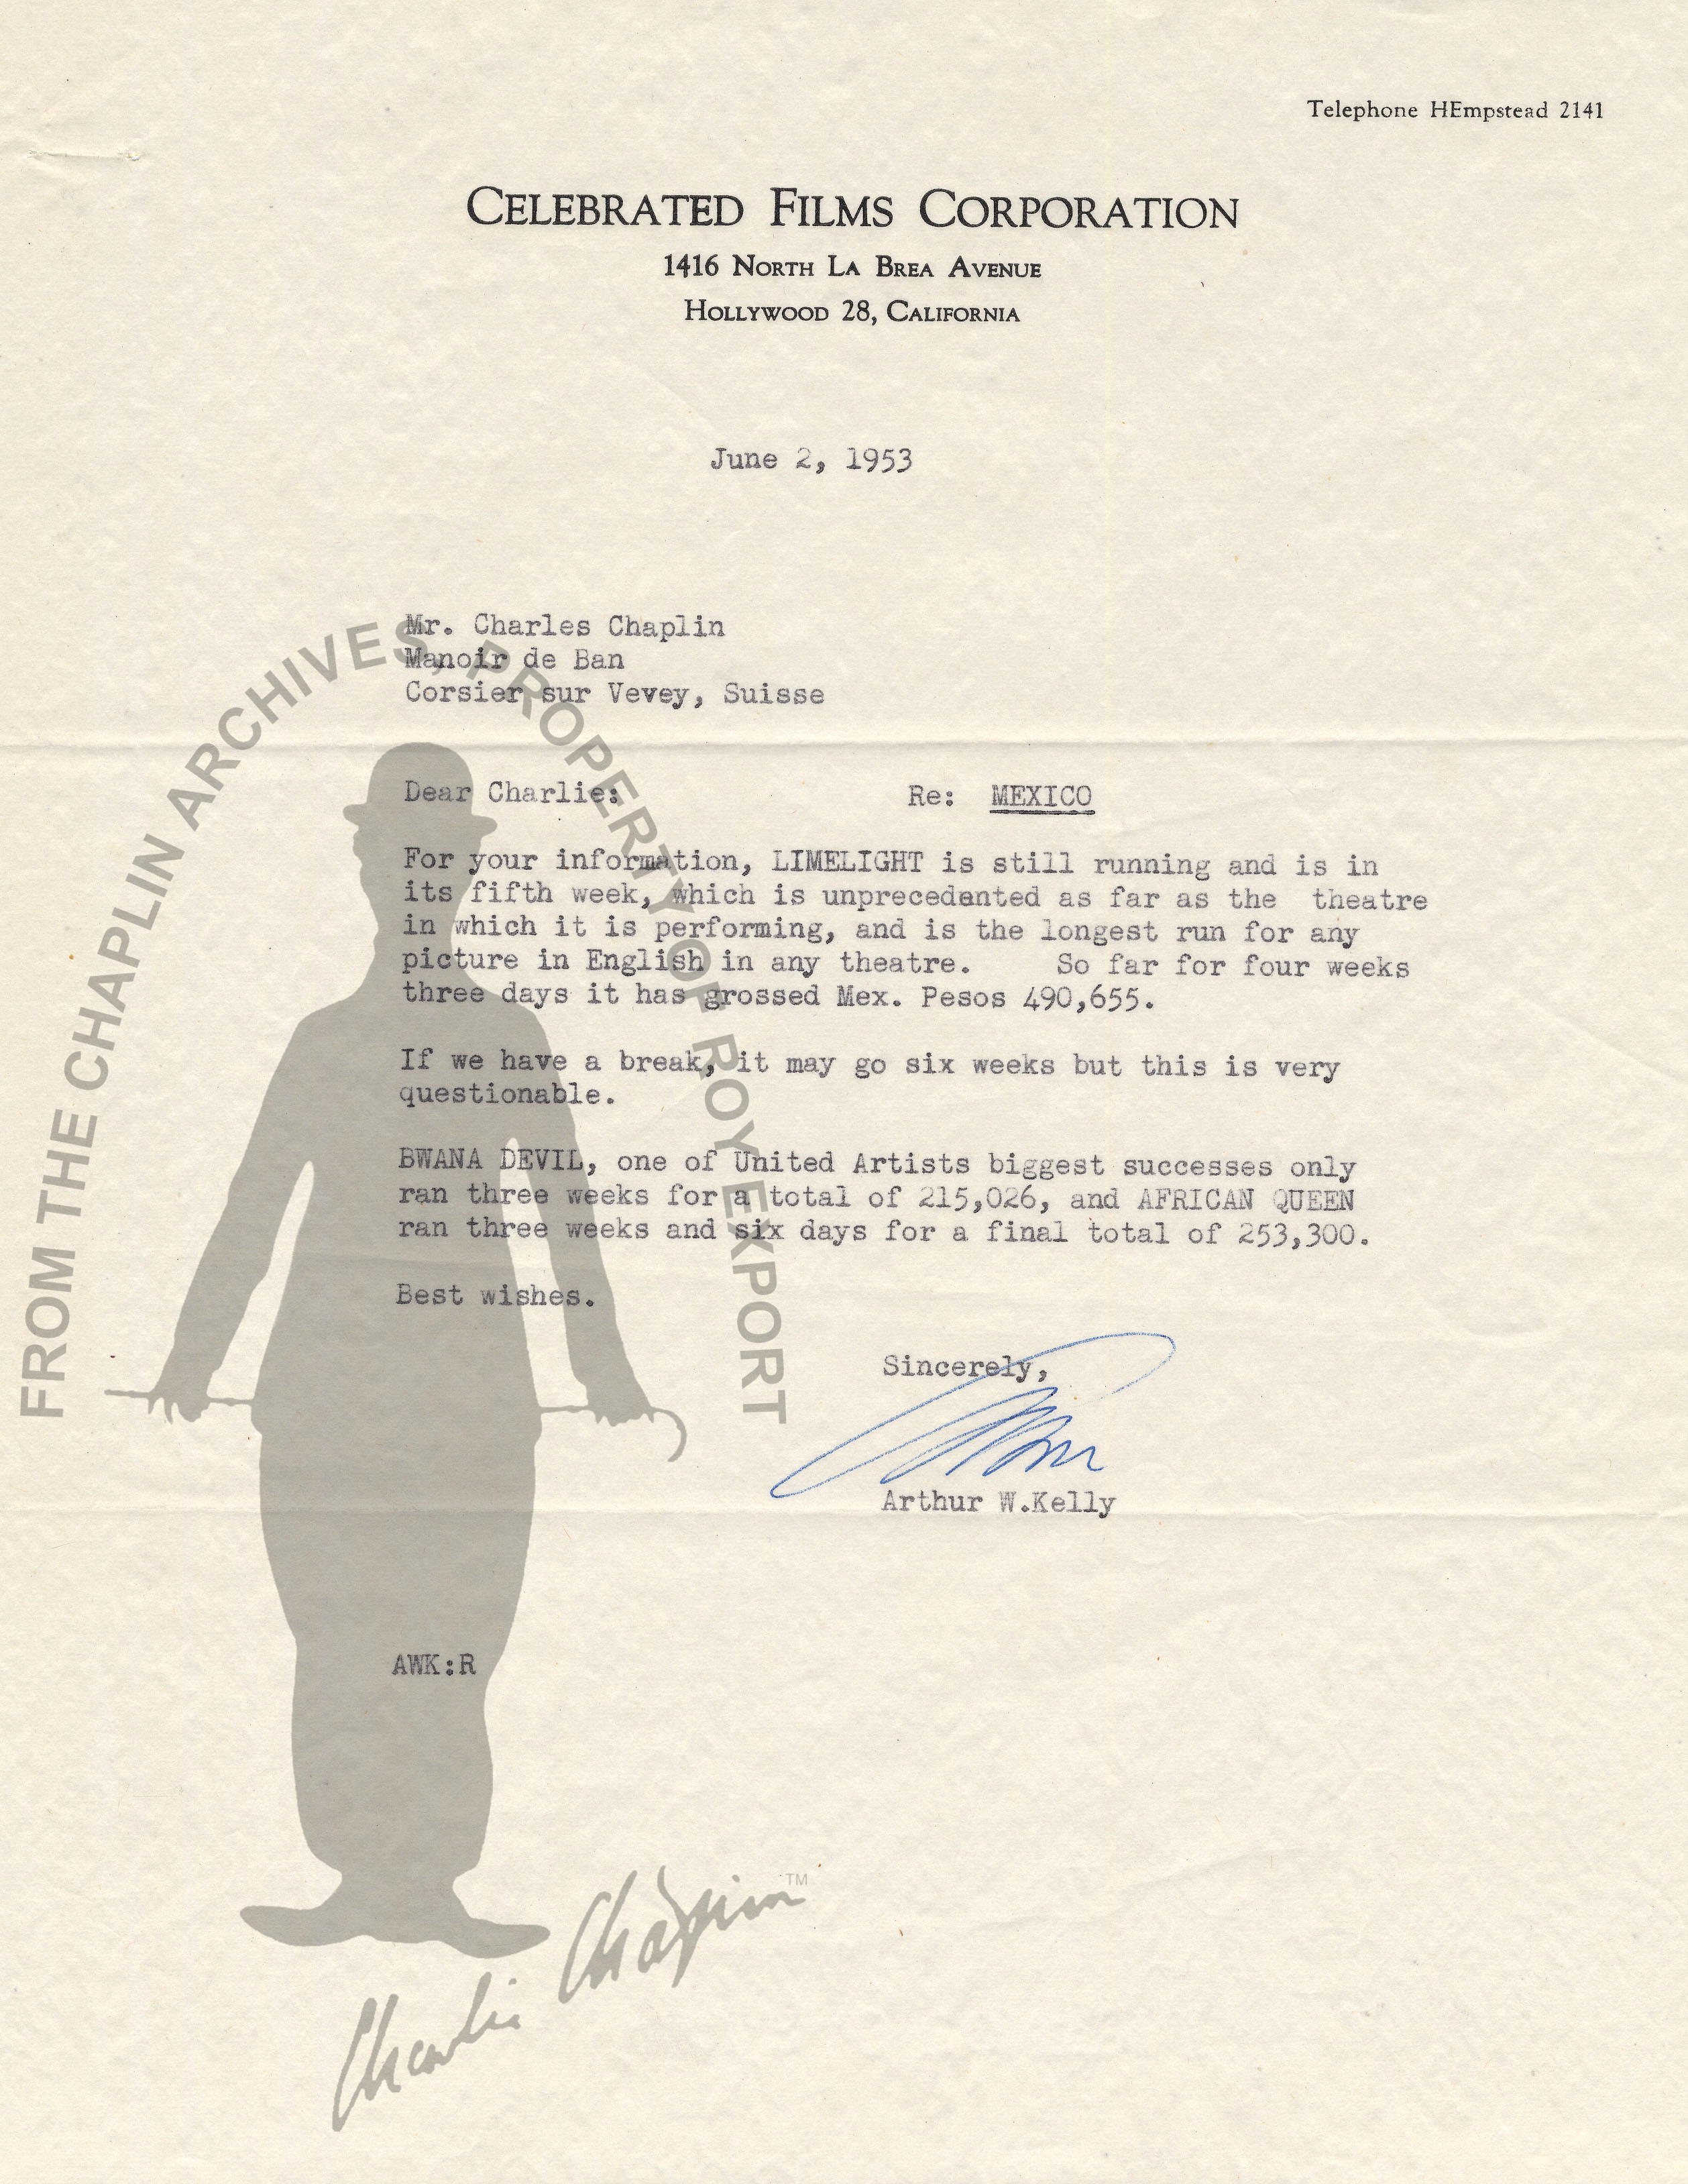 Telephone HEmpstead 2141
CELEBRATED FILMS CORPORATION
1416 NORTH LA BREA AVENUE
HOLLYWOOD 28, CALIFORNIA
June 2, 1953
Mr. Charles Chaplin
Manoir de Ban
Corsier sur Vevey, Suisse
Dear Charlie: Re: MEXICO
For your information, LIMELIGHT is still running and is in
its fifth week, which is unprecedented as far as the theatre
in which it is performing, and is the longest run for any
picture in English in any theatre. So far for four weeks
three days it has grossed Mex. Pesos 490,655.
If we have a break, it may go six weeks but this is very
questionable.
BWANA DEVIL, one of United Artists biggest successes only
ran three weeks for a total of 215,026, and AFRICAN QUEEN
ran three weeks and six days for a final total of 253,300.
Best wishes.
Sincerely,
Arthur W.Kelly
AWK:R
FROM THE CHAPLIN ARCHIVES, PROPERTY OF ROY EXPORT
Charlie Chaplin TM